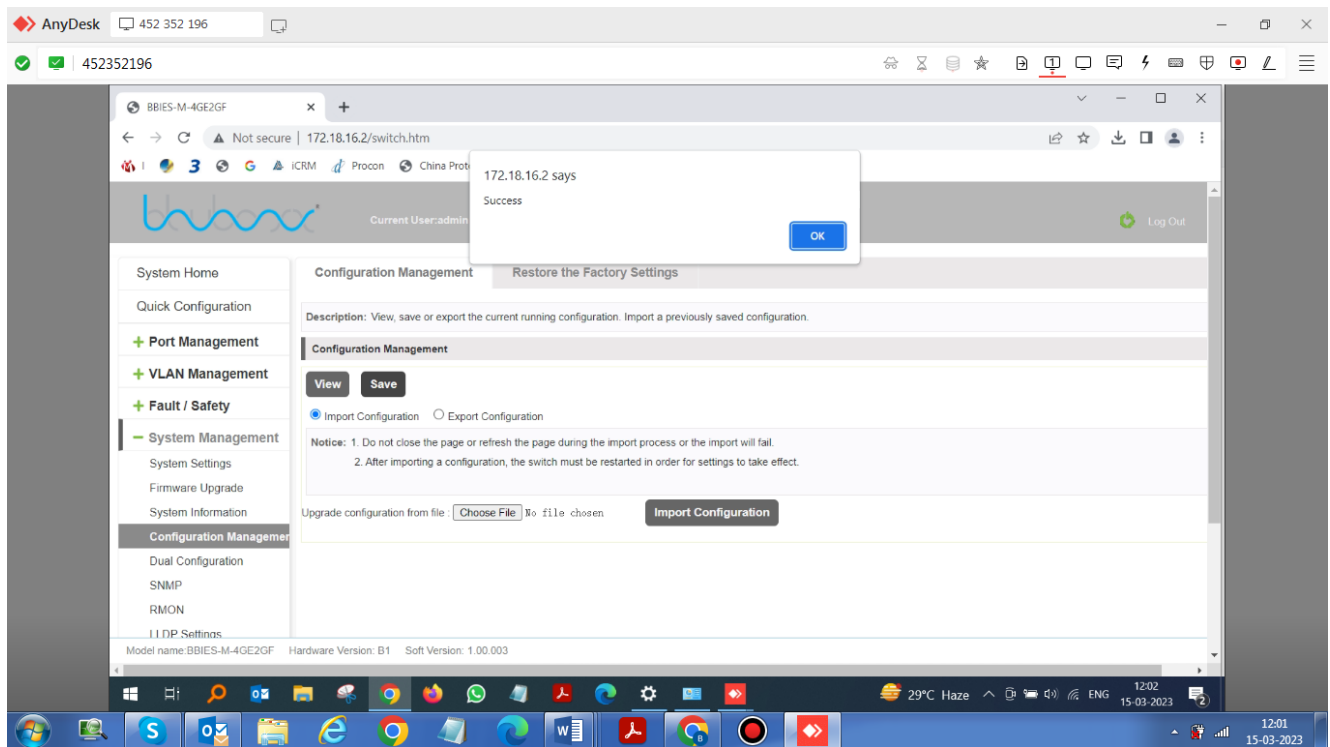 AnyDesk 452 352 196
452352196
BBIES-M-4GE2GF
Not secure 172.18.16.2/switch.htm
iCRM Procon China Prot
172.18.16.2 says
Success
OK
Current User:admin
Log Out
System Home
Quick Configuration
Port Management
VLAN Management
Fault / Safety
System Management
System Settings
Firmware Upgrade
System Information
Configuration Managemen
Dual Configuration
SNMP
RMON
LLDP Settings
Configuration Management Restore the Factory Settings
Description: View, save or export the current running configuration. Import a previously saved configuration.
Configuration Management
View Save
Import Configuration Export Configuration
Notice: 1. Do not close the page or refresh the page during the import process or the import will fail.
2. After importing a configuration, the switch must be restarted in order for settings to take effect.
Upgrade configuration from file : Choose File No file chosen Import Configuration
Model name:BBIES-M-4GE2GF Hardware Version: B1 Soft Version: 1.00.003
29°C Haze ENG 12:02
15-03-2023 2
12:01
15-03-2023